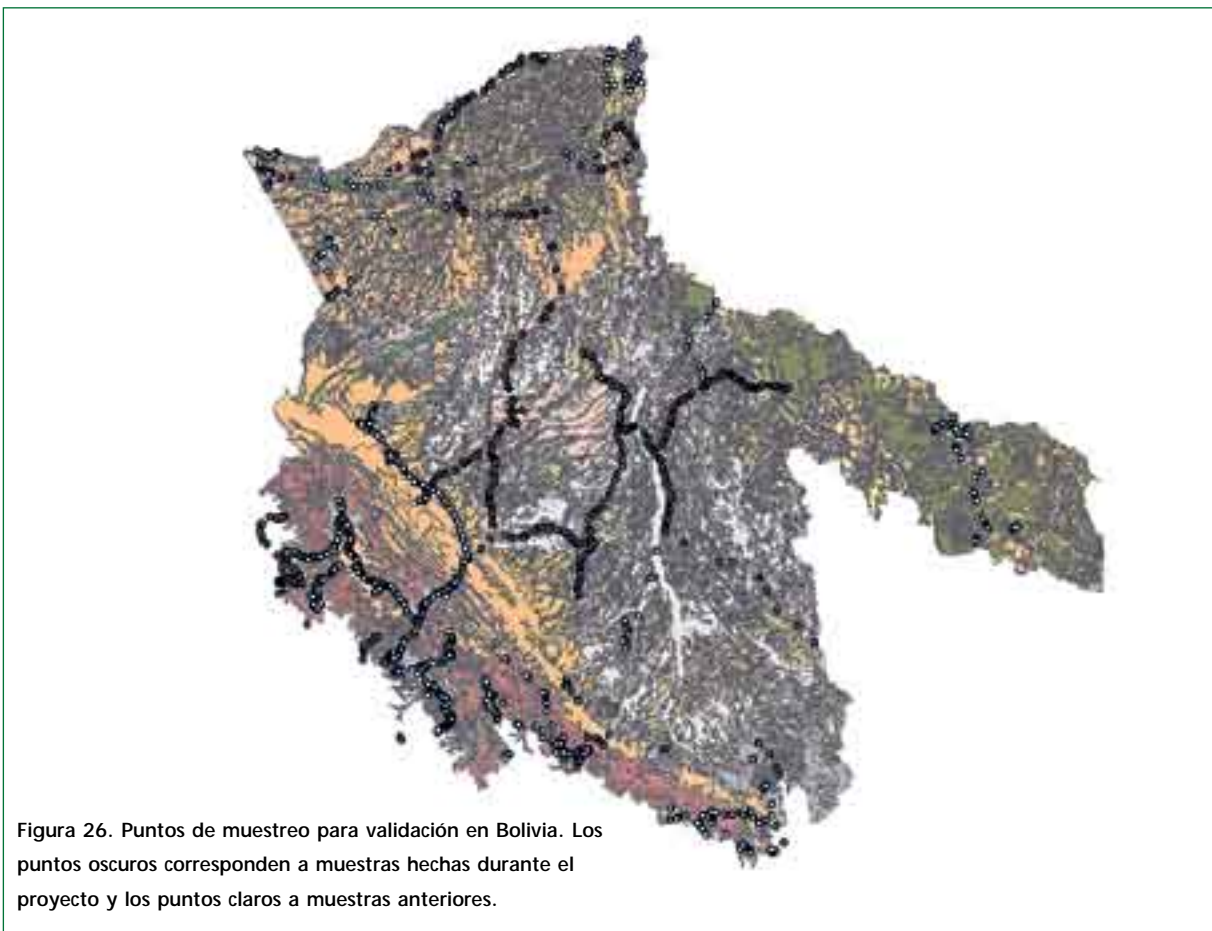 Figura 26. Puntos de muestreo para validación en Bolivia. Los
puntos oscuros corresponden a muestras hechas durante el
proyecto y los puntos claros a muestras anteriores.